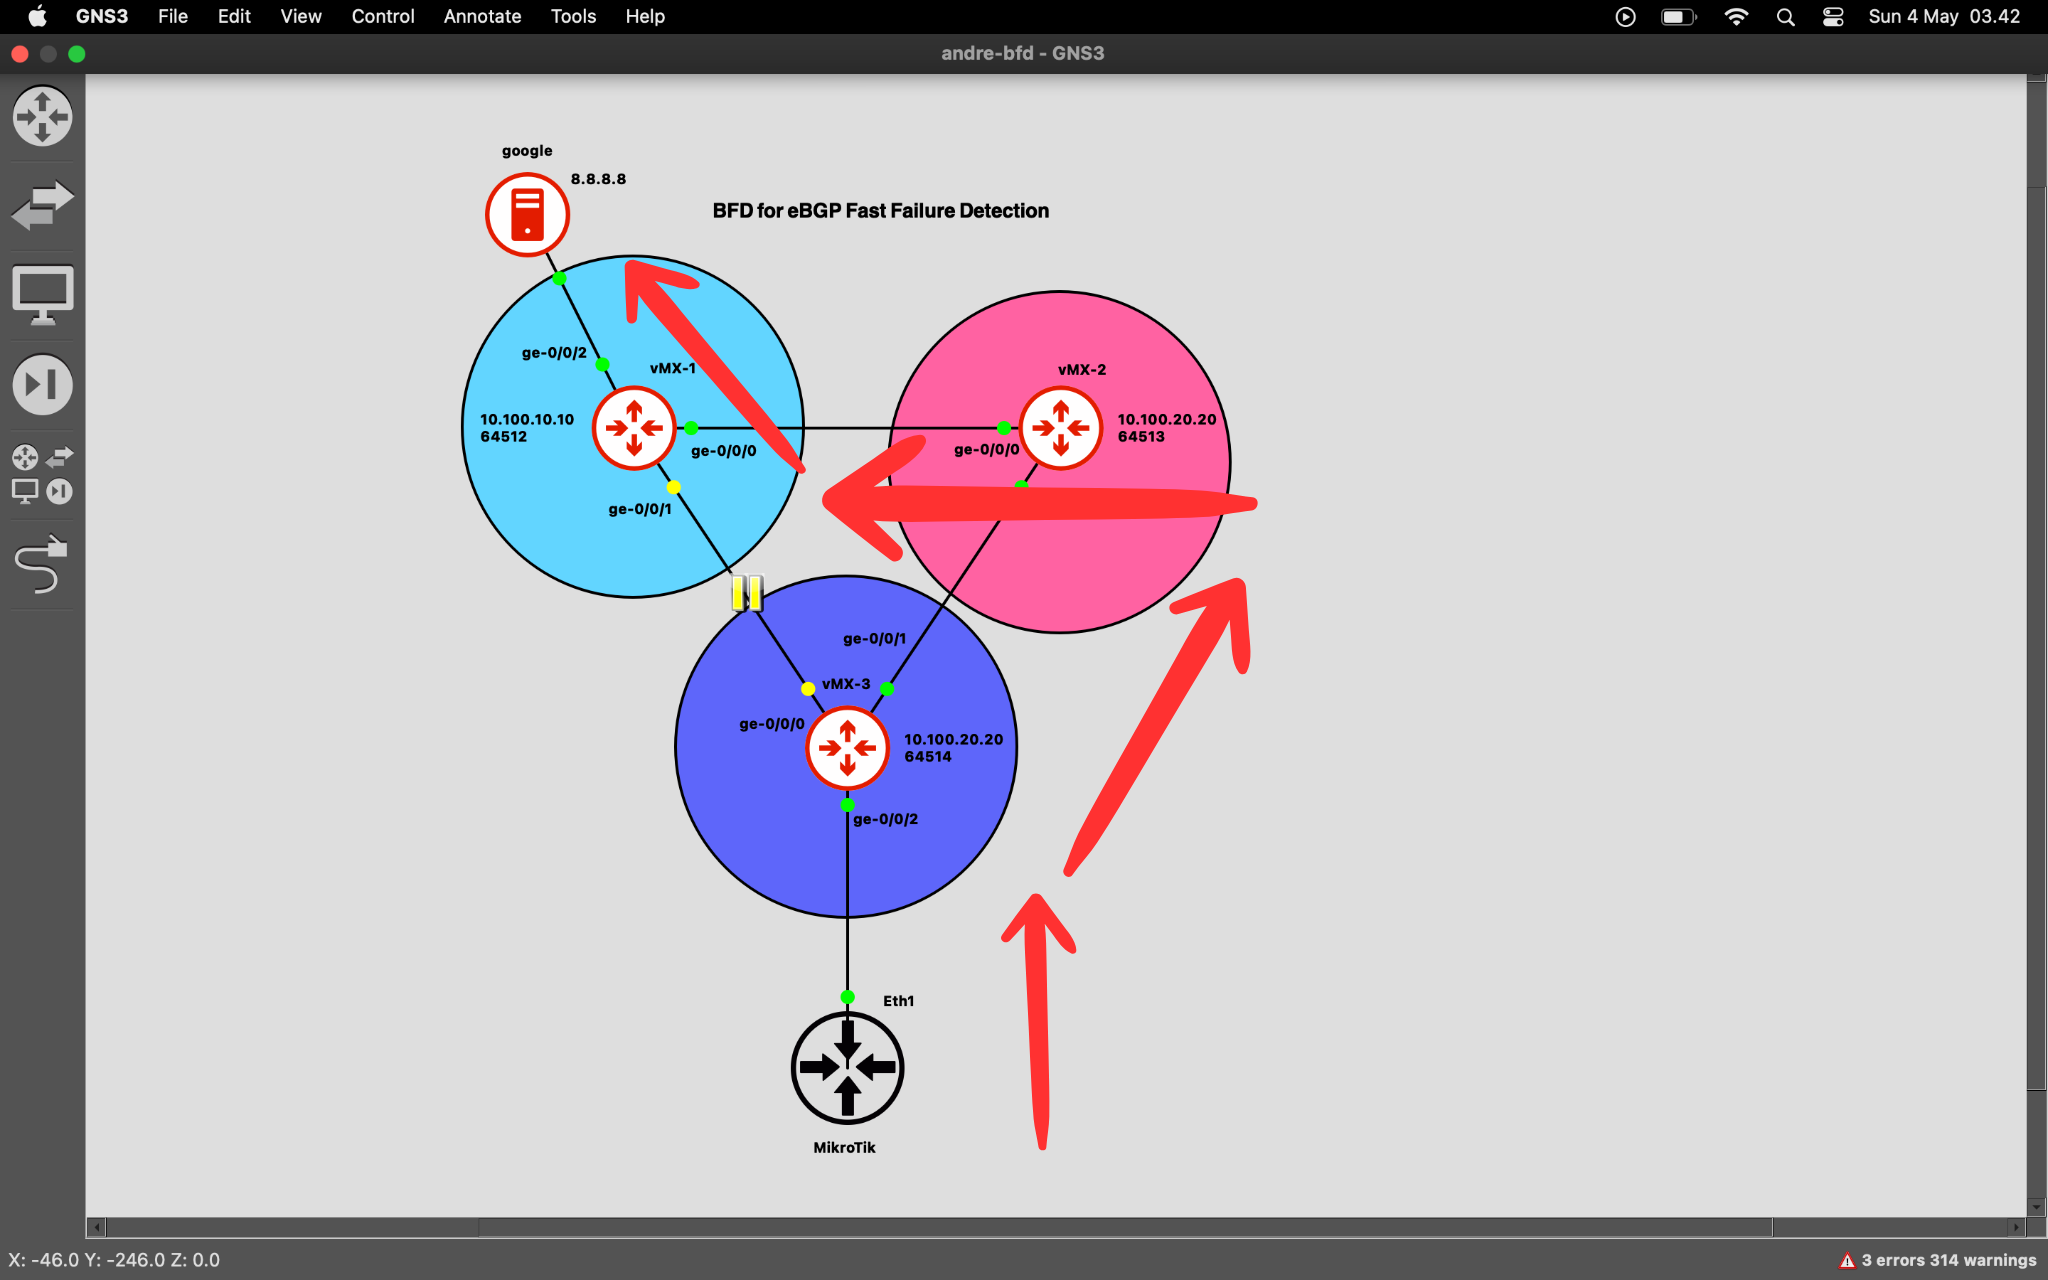 GNS3 File Edit View Control Annotate Tools Help Sun 4 May 03.42
andre-bfd - GNS3
google
8.8.8.8
BFD for eBGP Fast Failure Detection
ge-0/0/2
vMX-1
vMX-2
10.100.10.10
64512
10.100.20.20
64513
ge-0/0/0
ge-0/0/0
ge-0/0/1
ge-0/0/1
vMX-3
ge-0/0/0
10.100.20.20
64514
ge-0/0/2
Eth1
MikroTik
X: -46.0 Y: -246.0 Z: 0.0
3 errors 314 warnings